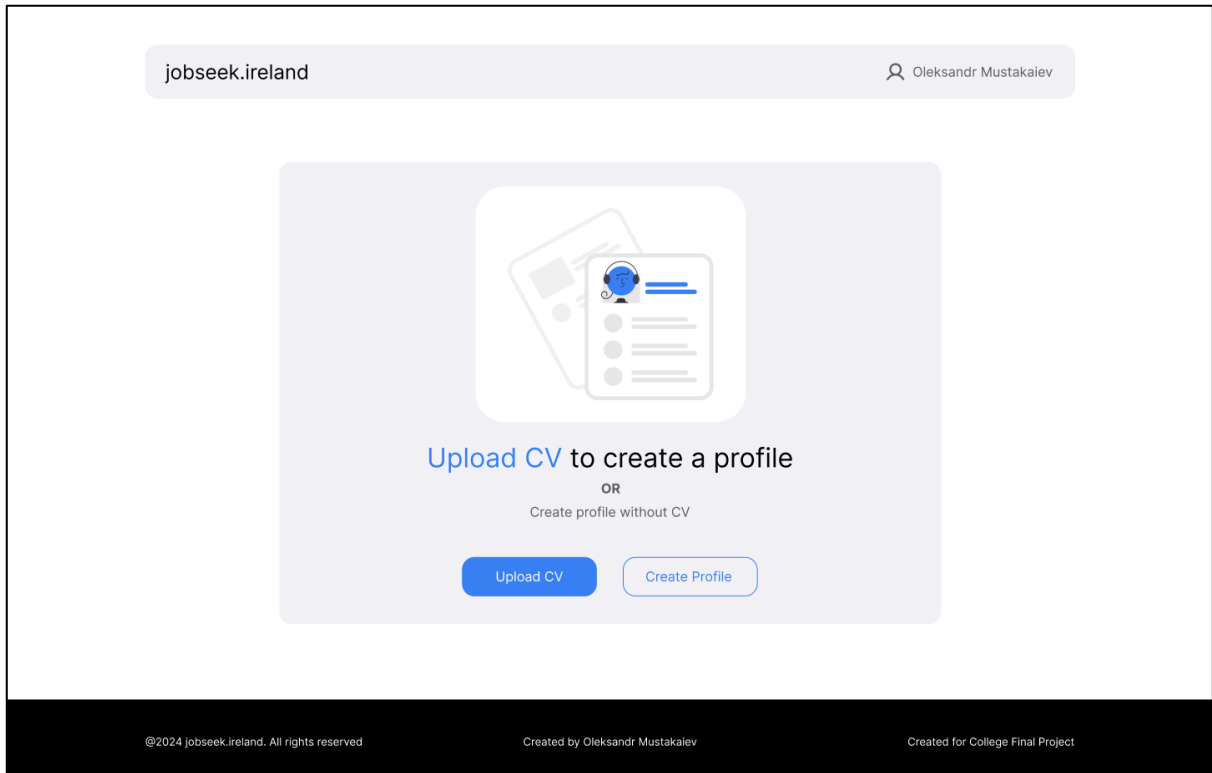 jobseek.ireland
Oleksandr Mustakaiev
Upload CV to create a profile
OR
Create profile without CV
Upload CV
Create Profile
@2024 jobseek.ireland. All rights reserved
Created by Oleksandr Mustakaiev
Created for College Final Project